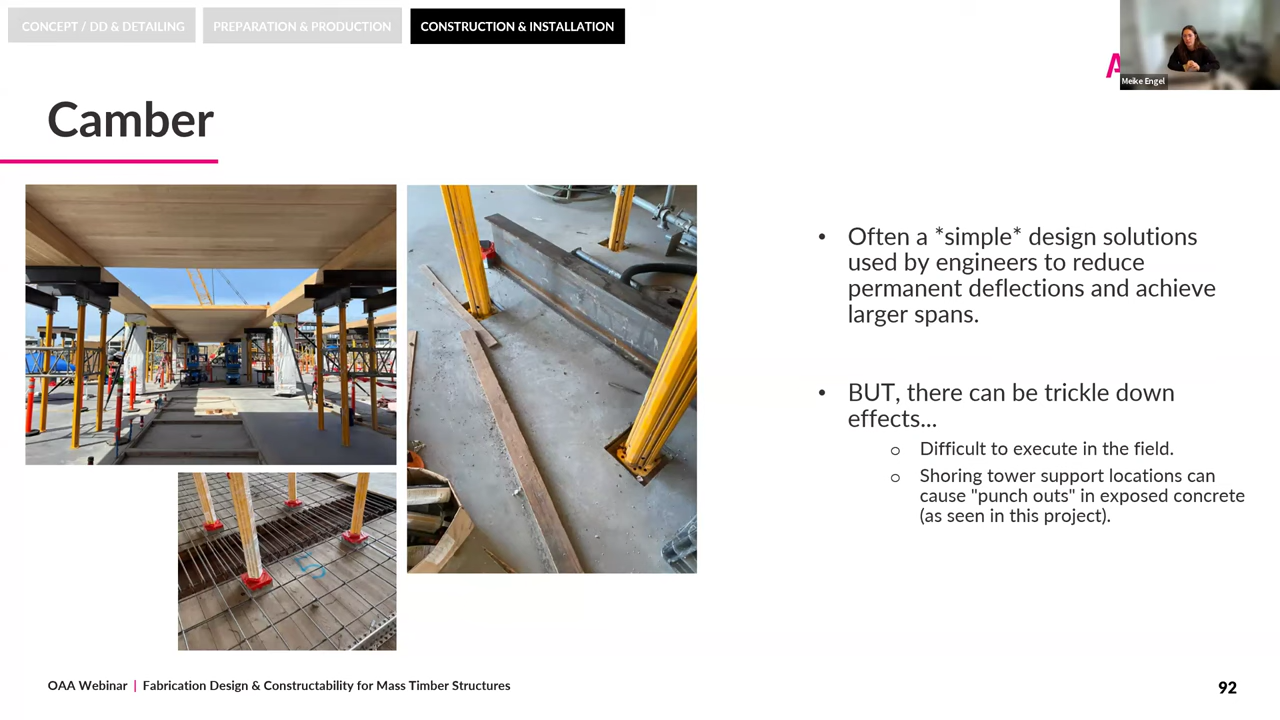 CONCEPT / DD & DETAILING
PREPARATION & PRODUCTION
CONSTRUCTION & INSTALLATION
Meike Engel
Camber
• Often a *simple* design solutions
used by engineers to reduce
permanent deflections and achieve
larger spans.
• BUT, there can be trickle down
effects...
o Difficult to execute in the field.
o Shoring tower support locations can
cause "punch outs" in exposed concrete
(as seen in this project).
OAA Webinar | Fabrication Design & Constructability for Mass Timber Structures
92